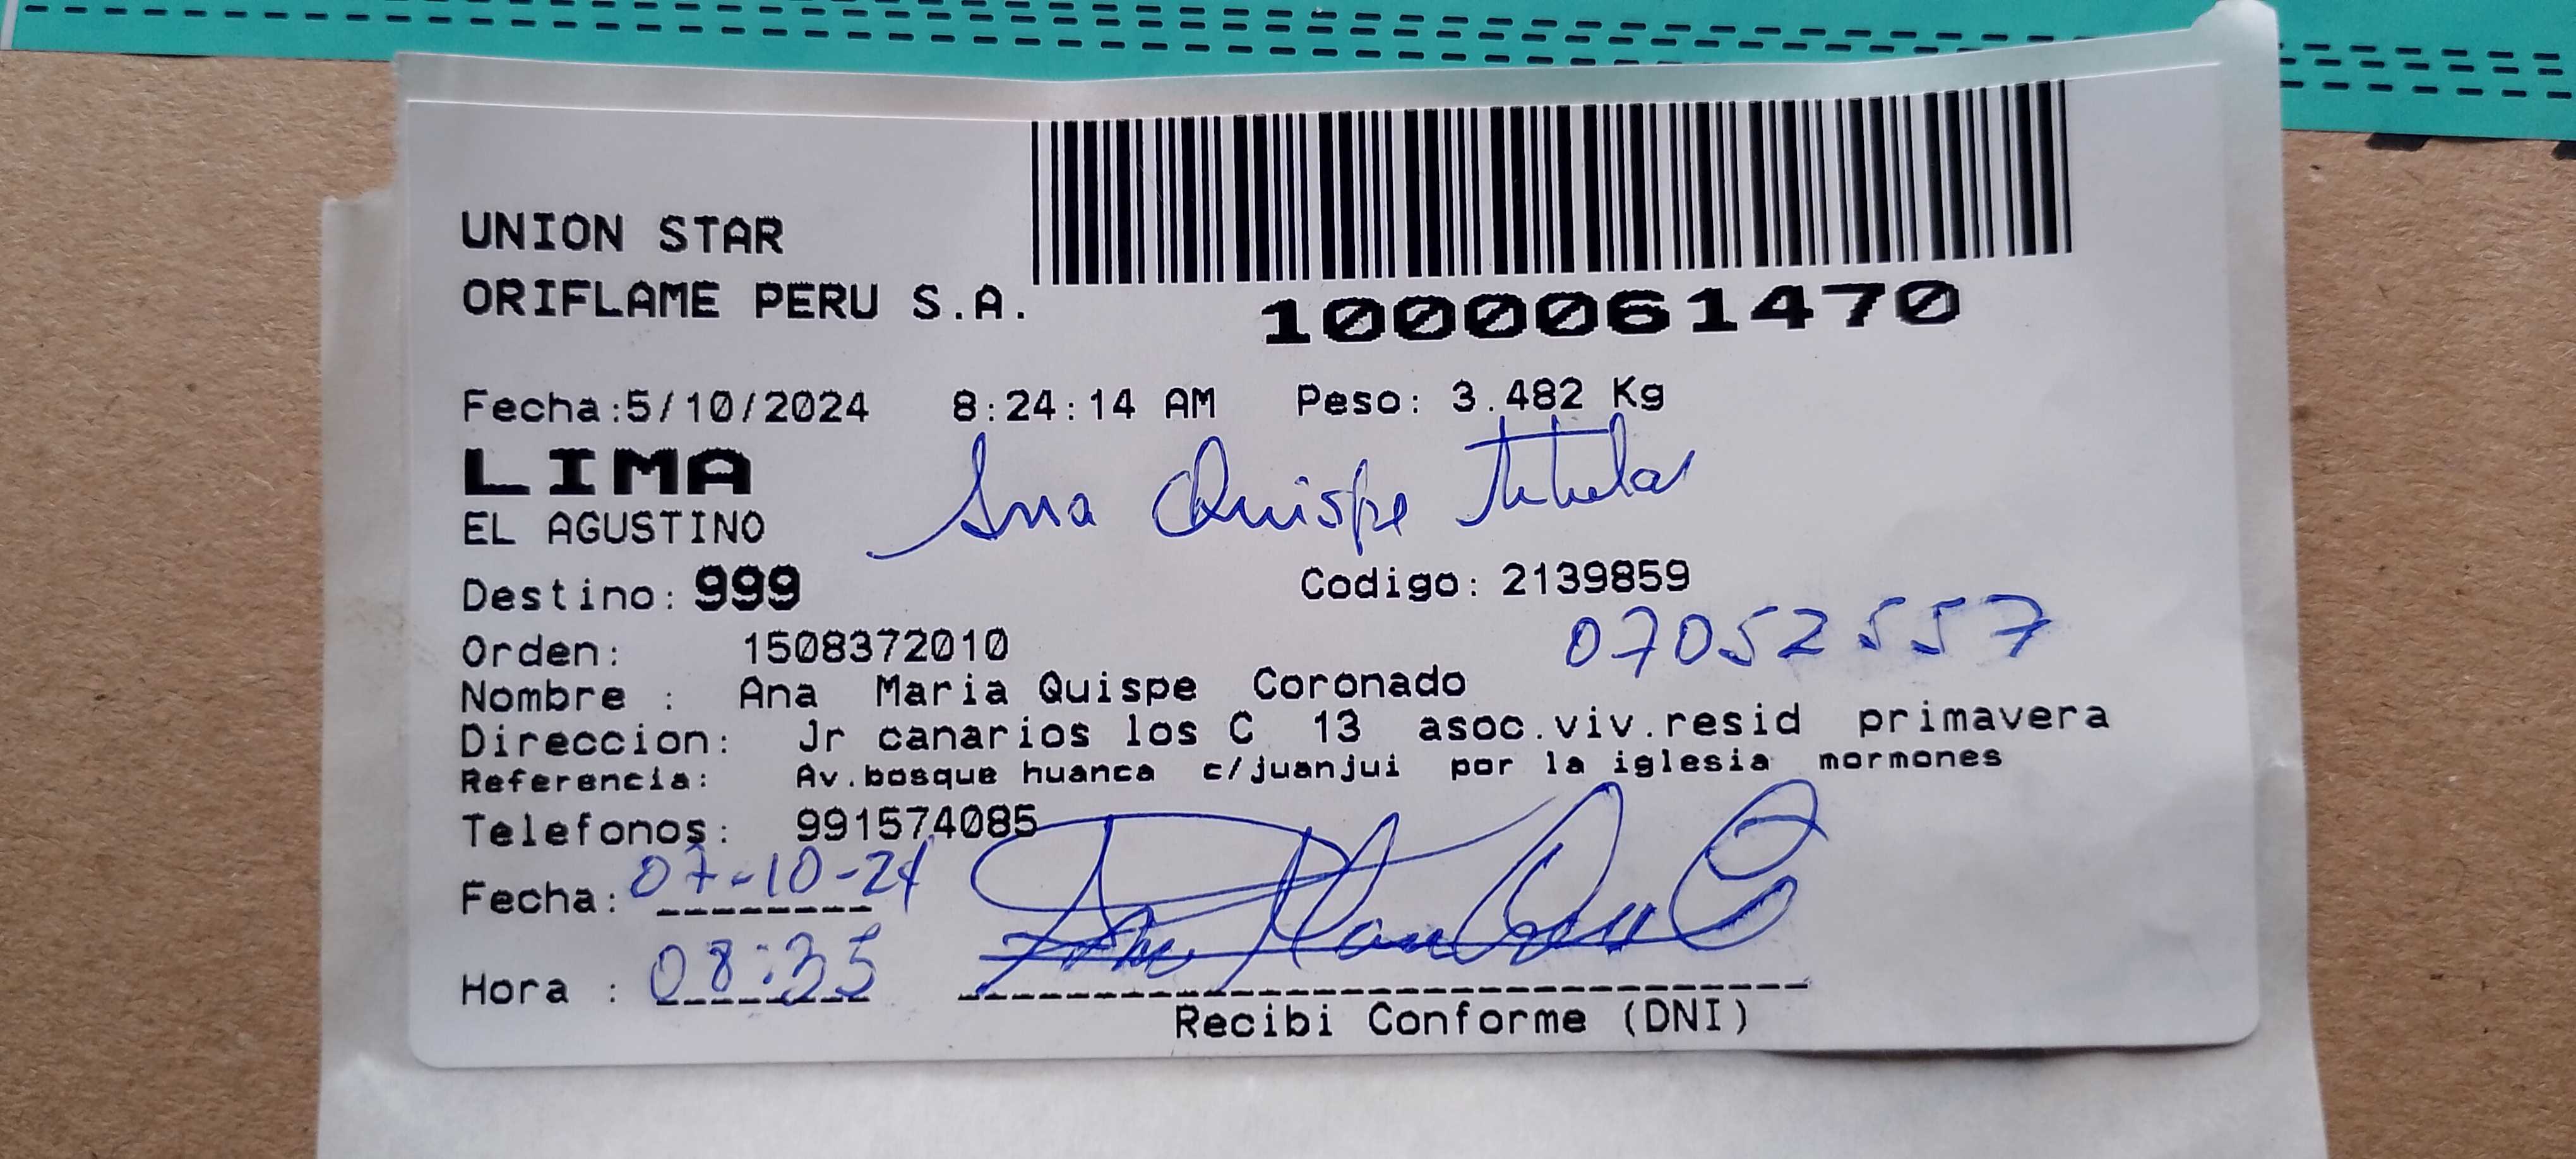 UNION STAR
ORIFLAME PERU S.A.
1000061470
Fecha:5/10/2024 8:24:14 AM Peso: 3.482 Kg
LIMA
Ana Quispe titular
EL AGUSTINO
Destino: 999 Codigo: 2139859
07052557
Orden: 1508372010
Nombre : Ana Maria Quispe Coronado
Direccion: Jr canarios los C 13 asoc.viv.resid primavera
Referencia: Av.bosque huanca c/juanjui por la iglesia mormones
Telefonos: 991574085
Fecha: 07-10-24
Hora : 08:35
Recibi Conforme (DNI)